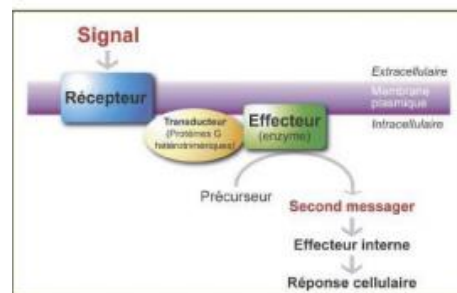 Signal
Extracellulaire
Récepteur
Membrane
plasmique
Transducteur
(Protéines G
hétérotrimériques)
Effecteur
(enzyme)
Intracellulaire
Précurseur
Second messager
Effecteur interne
Réponse cellulaire